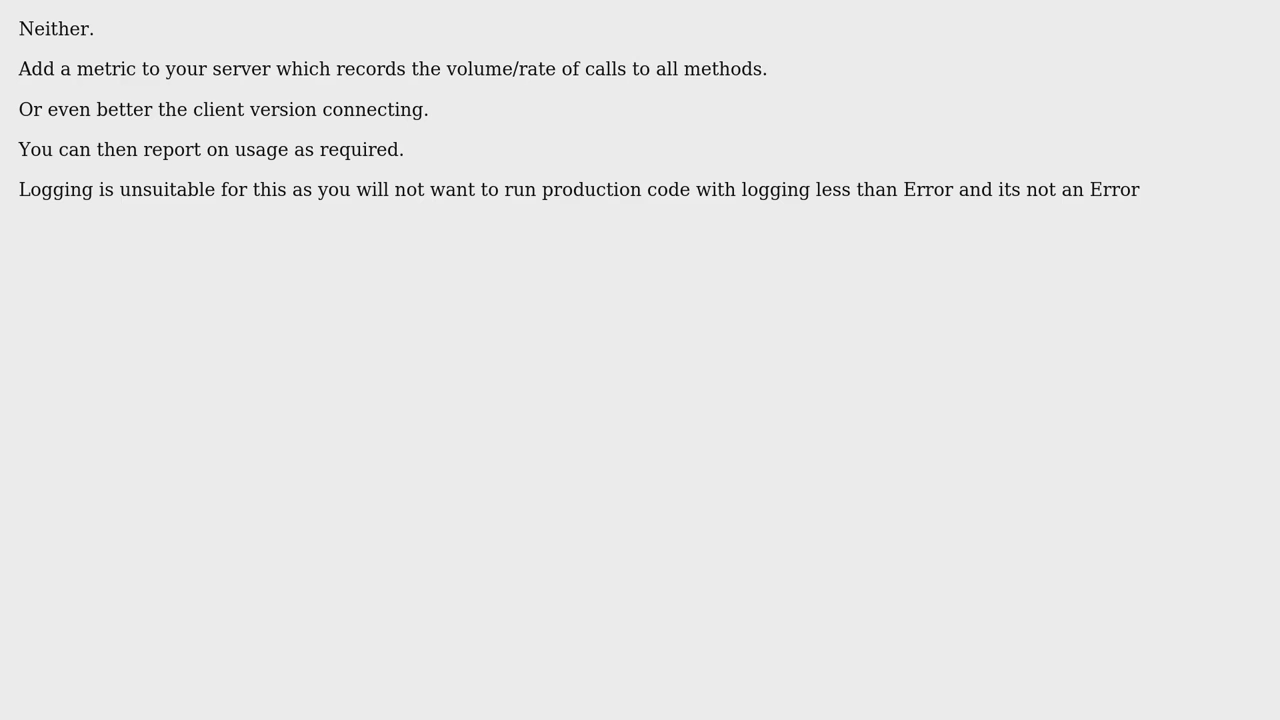 Neither.
Add a metric to your server which records the volume/rate of calls to all methods.
Or even better the client version connecting.
You can then report on usage as required.
Logging is unsuitable for this as you will not want to run production code with logging less than Error and its not an Error